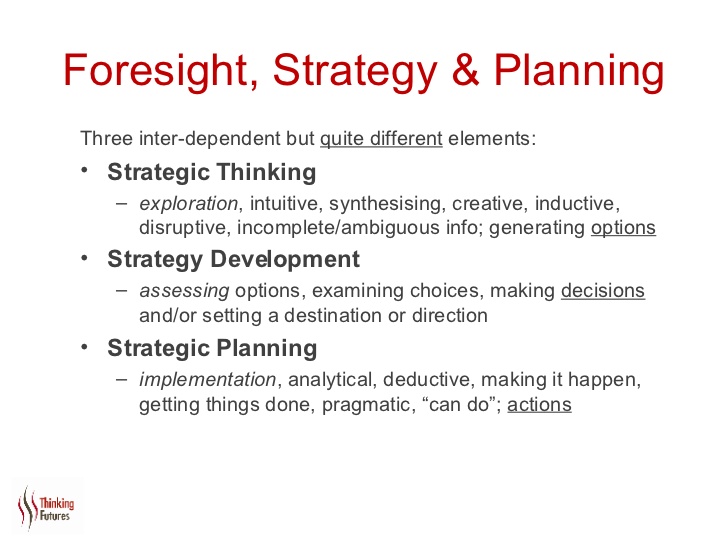 Foresight, Strategy & Planning
Three inter-dependent but quite different elements:
• Strategic Thinking
– exploration, intuitive, synthesising, creative, inductive,
disruptive, incomplete/ambiguous info; generating options
• Strategy Development
– assessing options, examining choices, making decisions
and/or setting a destination or direction
• Strategic Planning
– implementation, analytical, deductive, making it happen,
getting things done, pragmatic, “can do”; actions
Thinking
Futures